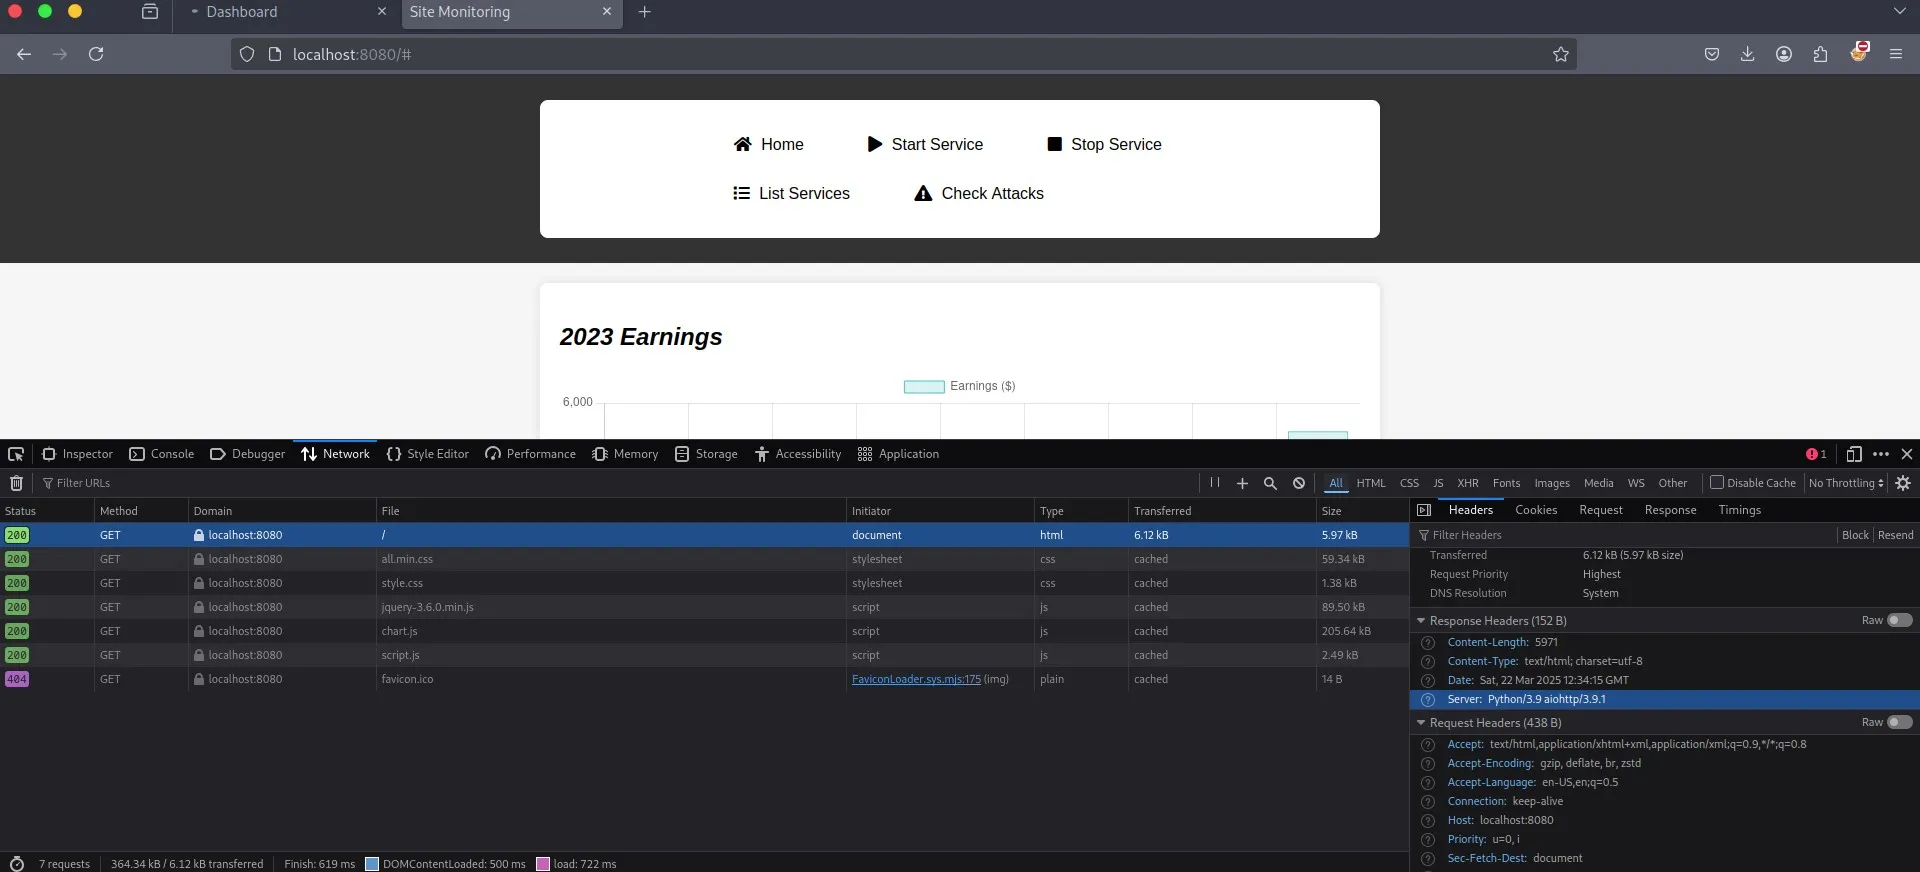 Dashboard
Site Monitoring
localhost:8080/#
Home Start Service Stop Service
List Services Check Attacks
2023 Earnings
Earnings ($)
6,000
Inspector Console Debugger Network Style Editor Performance Memory Storage Accessibility Application 1
Filter URLs All HTML CSS JS XHR Fonts Images Media WS Other Disable Cache No Throttling
Status Method Domain File Initiator Type Transferred Size
200 GET localhost:8080 / document html 6.12 kB 5.97 kB
200 GET localhost:8080 all.min.css stylesheet css cached 59.34 kB
200 GET localhost:8080 style.css stylesheet css cached 1.38 kB
200 GET localhost:8080 jquery-3.6.0.min.js script js cached 89.50 kB
200 GET localhost:8080 chart.js script js cached 205.64 kB
200 GET localhost:8080 script.js script js cached 2.49 kB
404 GET localhost:8080 favicon.ico FaviconLoader.sys.mjs:175 (img) plain cached 14 B
7 requests 364.34 kB / 6.12 kB transferred Finish: 619 ms DOMContentLoaded: 500 ms load: 722 ms
Headers Cookies Request Response Timings
Filter Headers Block Resend
Transferred 6.12 kB (5.97 kB size)
Request Priority Highest
DNS Resolution System
Response Headers (152 B) Raw
Content-Length: 5971
Content-Type: text/html; charset=utf-8
Date: Sat, 22 Mar 2025 12:34:15 GMT
Server: Python/3.9 aiohttp/3.9.1
Request Headers (438 B) Raw
Accept: text/html,application/xhtml+xml,application/xml;q=0.9,*/*;q=0.8
Accept-Encoding: gzip, deflate, br, zstd
Accept-Language: en-US,en;q=0.5
Connection: keep-alive
Host: localhost:8080
Priority: u=0, i
Sec-Fetch-Dest: document